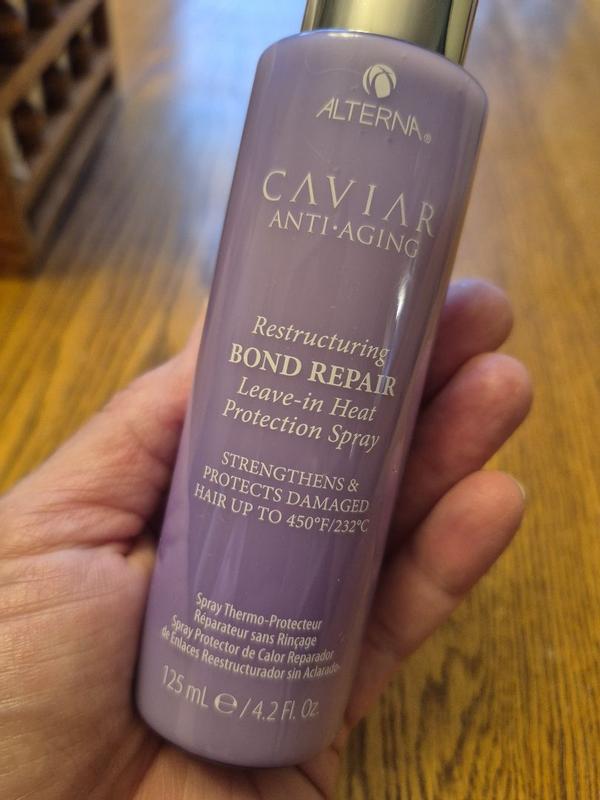 ALTERNA®
CAVIAR
ANTI•AGING
Restructuring
BOND REPAIR
Leave-in Heat
Protection Spray
STRENGTHENS &
PROTECTS DAMAGED
HAIR UP TO 450°F/232°C
Spray Thermo-Protecteur
Réparateur sans Rinçage
Spray Protector de Calor Reparador
de Enlaces Reestructurador sin Aclarado
125 mL ℮ / 4.2 Fl. Oz.